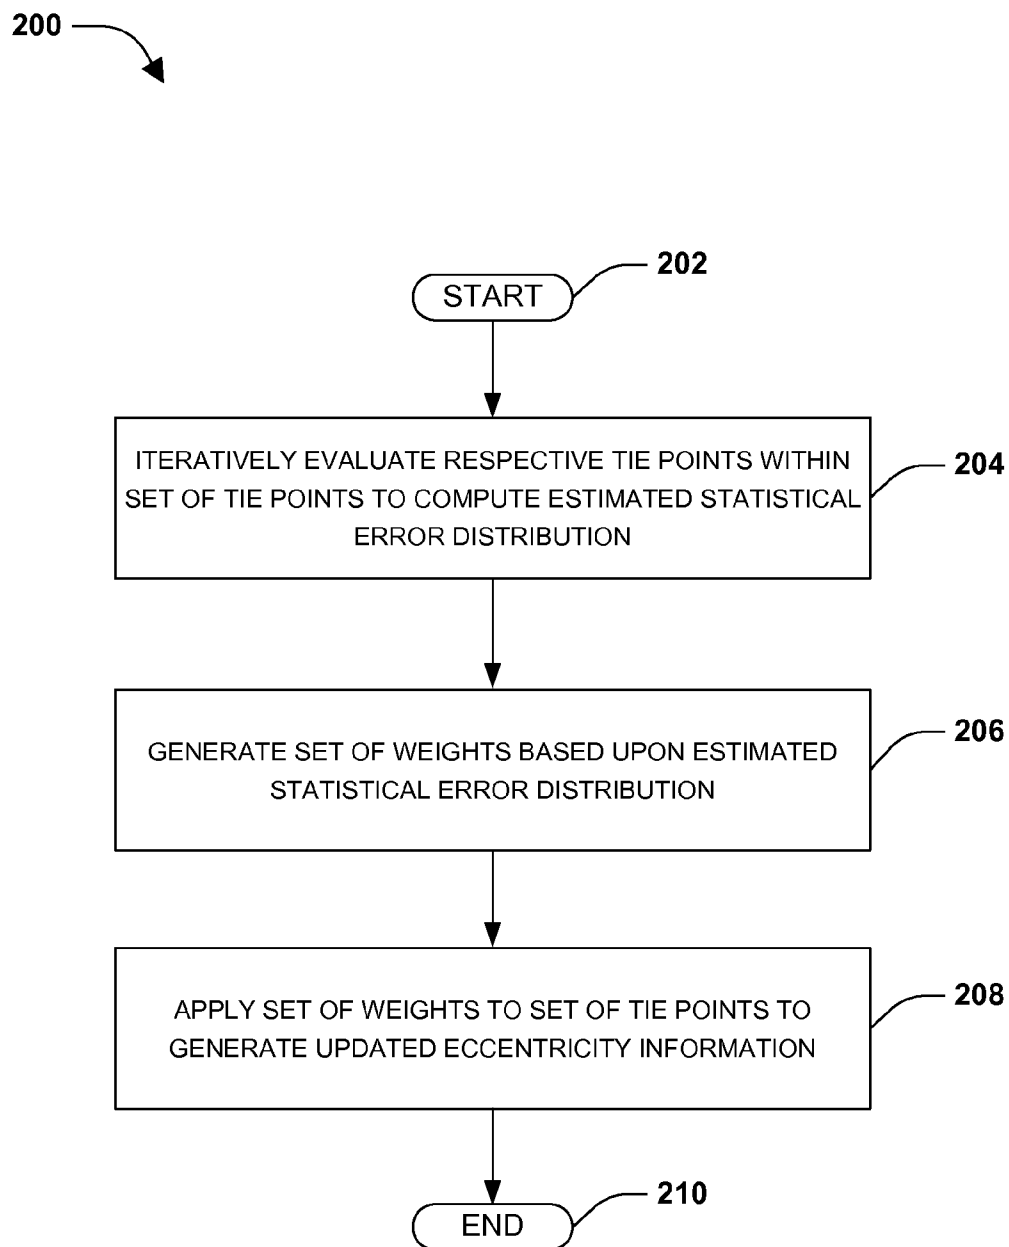 200
202
START
ITERATIVELY EVALUATE RESPECTIVE TIE POINTS WITHIN
SET OF TIE POINTS TO COMPUTE ESTIMATED STATISTICAL
ERROR DISTRIBUTION
204
GENERATE SET OF WEIGHTS BASED UPON ESTIMATED
STATISTICAL ERROR DISTRIBUTION
206
APPLY SET OF WEIGHTS TO SET OF TIE POINTS TO
GENERATE UPDATED ECCENTRICITY INFORMATION
208
210
END